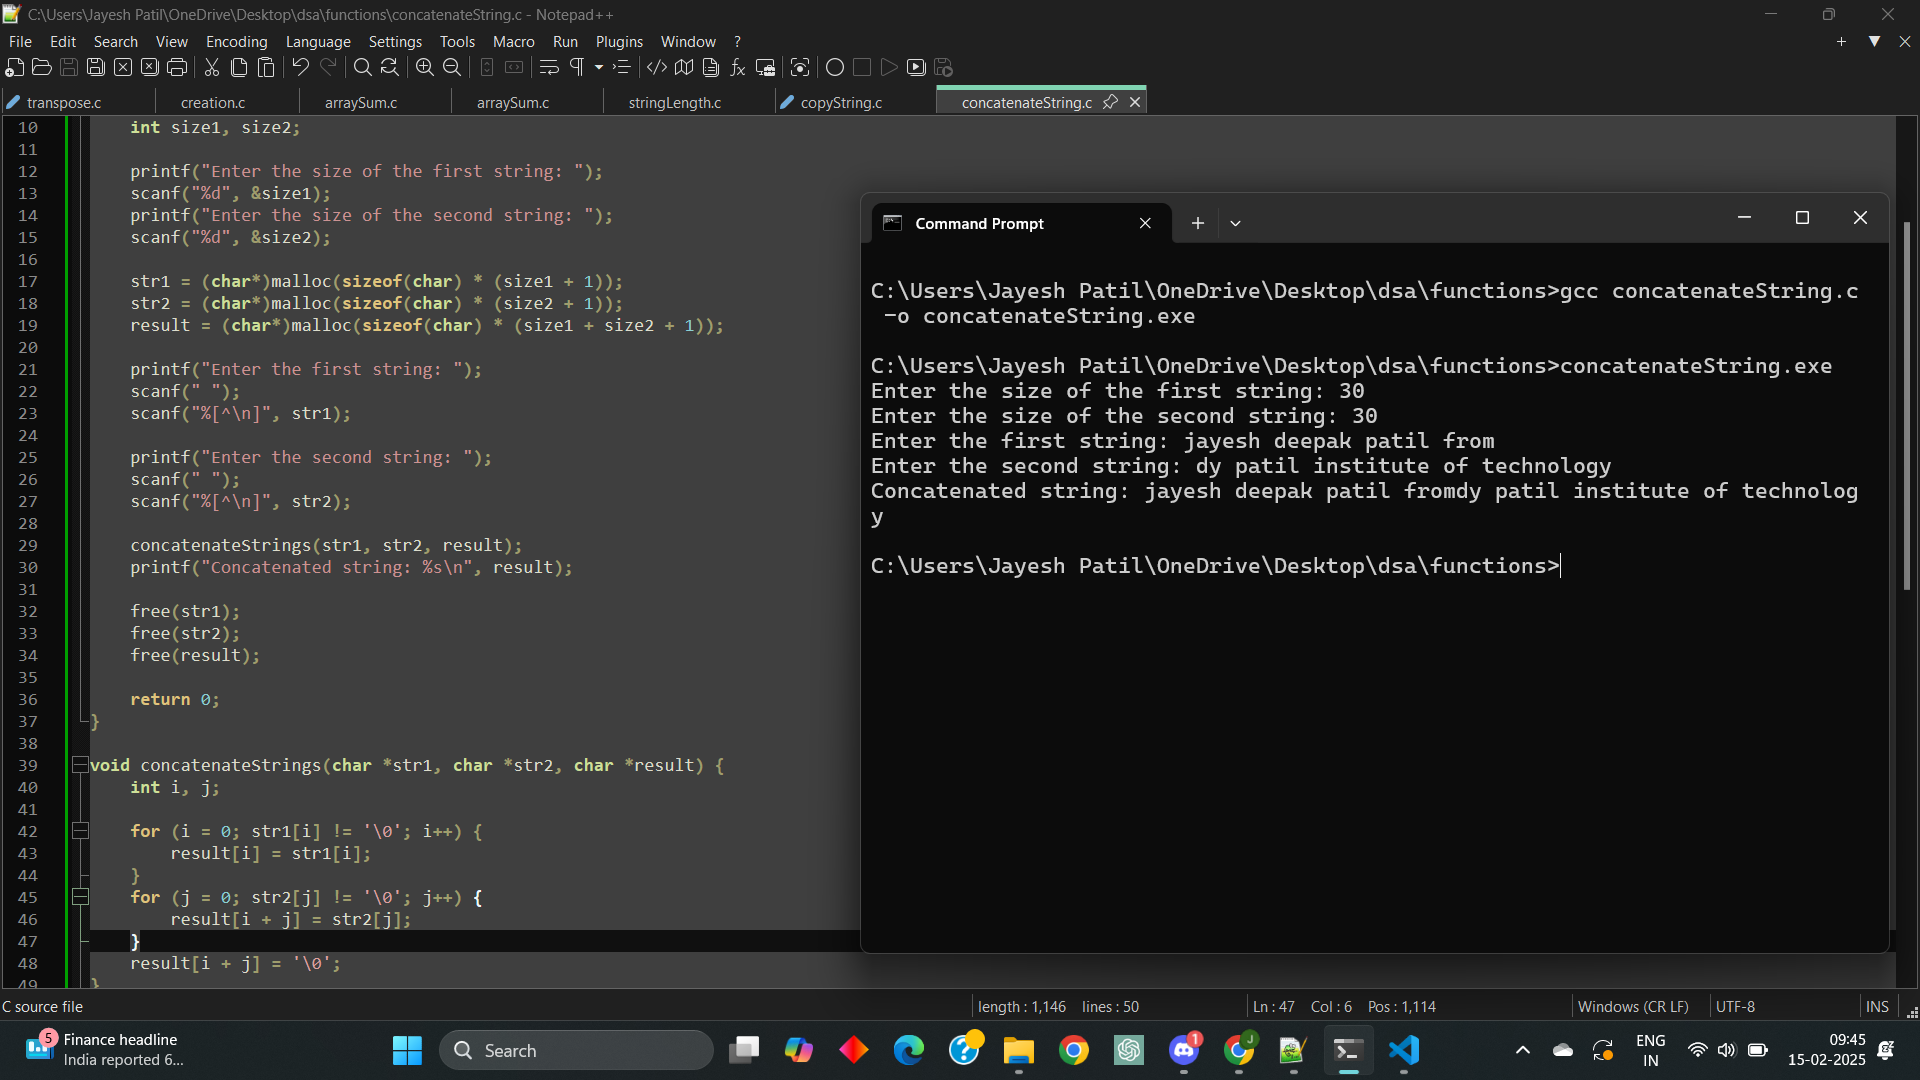 C:\Users\Jayesh Patil\OneDrive\Desktop\dsa\functions\concatenateString.c - Notepad++
File Edit Search View Encoding Language Settings Tools Macro Run Plugins Window ?
transpose.c creation.c arraySum.c arraySum.c stringLength.c copyString.c concatenateString.c
10 int size1, size2;
11
12 printf("Enter the size of the first string: ");
13 scanf("%d", &size1);
14 printf("Enter the size of the second string: ");
15 scanf("%d", &size2);
16
17 str1 = (char*)malloc(sizeof(char) * (size1 + 1));
18 str2 = (char*)malloc(sizeof(char) * (size2 + 1));
19 result = (char*)malloc(sizeof(char) * (size1 + size2 + 1));
20
21 printf("Enter the first string: ");
22 scanf(" ");
23 scanf("%[^\n]", str1);
24
25 printf("Enter the second string: ");
26 scanf(" ");
27 scanf("%[^\n]", str2);
28
29 concatenateStrings(str1, str2, result);
30 printf("Concatenated string: %s\n", result);
31
32 free(str1);
33 free(str2);
34 free(result);
35
36 return 0;
37 }
38
39 void concatenateStrings(char *str1, char *str2, char *result) {
40 int i, j;
41
42 for (i = 0; str1[i] != '\0'; i++) {
43 result[i] = str1[i];
44 }
45 for (j = 0; str2[j] != '\0'; j++) {
46 result[i + j] = str2[j];
47 }
48 result[i + j] = '\0';
49 }
Command Prompt
C:\Users\Jayesh Patil\OneDrive\Desktop\dsa\functions>gcc concatenateString.c
-o concatenateString.exe
C:\Users\Jayesh Patil\OneDrive\Desktop\dsa\functions>concatenateString.exe
Enter the size of the first string: 30
Enter the size of the second string: 30
Enter the first string: jayesh deepak patil from
Enter the second string: dy patil institute of technology
Concatenated string: jayesh deepak patil fromdy patil institute of technolog
y
C:\Users\Jayesh Patil\OneDrive\Desktop\dsa\functions>
C source file length : 1,146 lines : 50 Ln : 47 Col : 6 Pos : 1,114 Windows (CR LF) UTF-8 INS
5 Finance headline
India reported 6...
Search
1
J
ENG
IN
09:45
15-02-2025